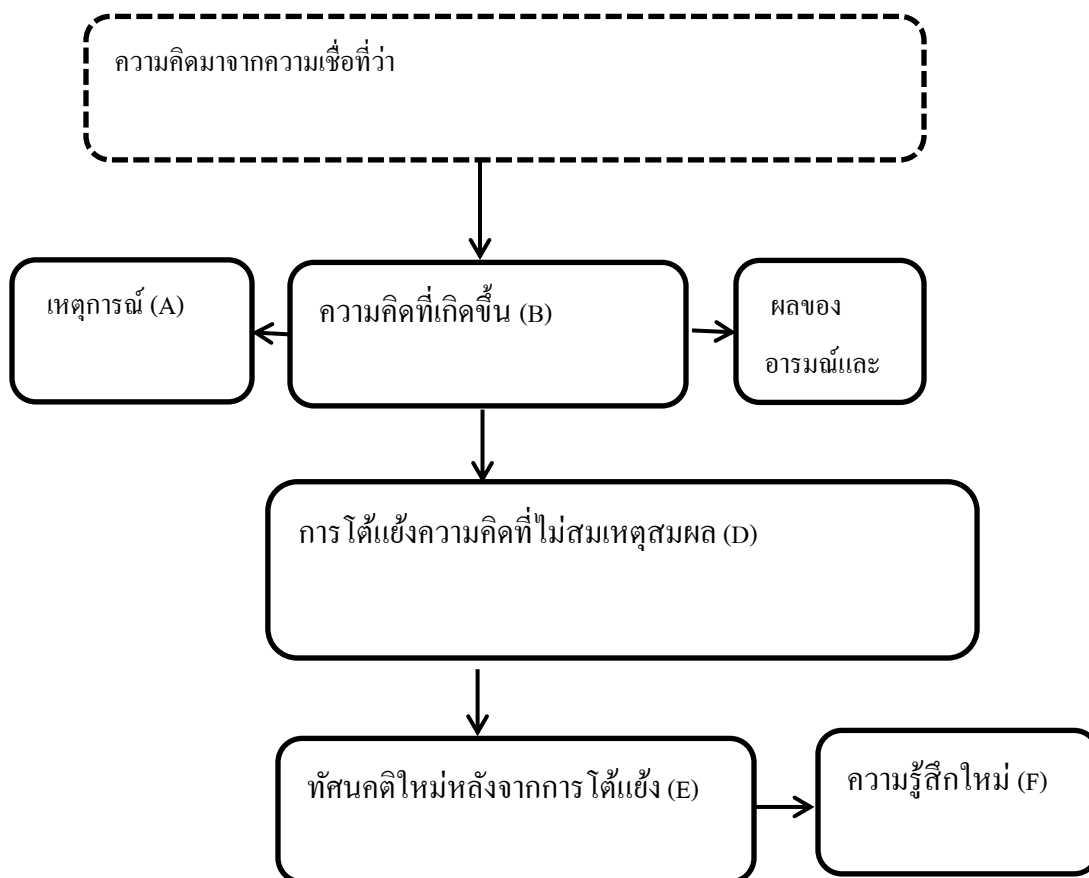 ความคิดมาจากความเชื่อที่ว่า
เหตุการณ์ (A)
ความคิดที่เกิดขึ้น (B)
ผลของ
อารมณ์และ
การโต้แย้งความคิดที่ไม่สมเหตุสมผล (D)
ทัศนคติใหม่หลังจากการโต้แย้ง (E)
ความรู้สึกใหม่ (F)